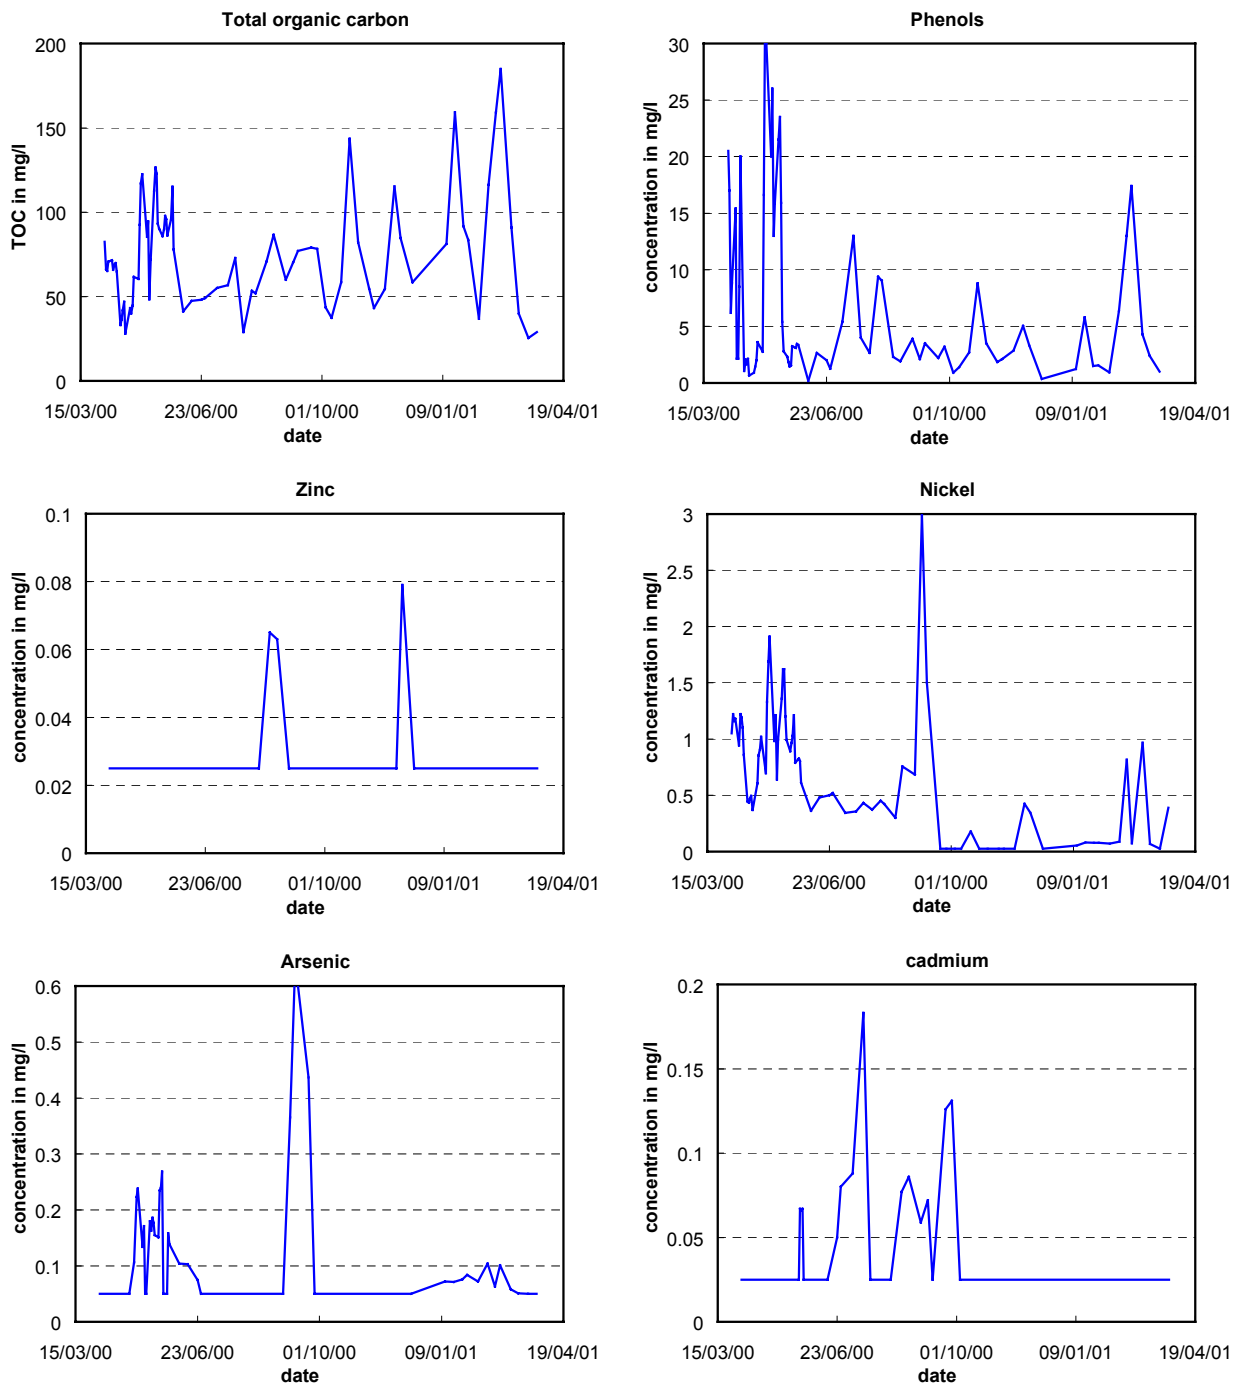 Total organic carbon
200
150
100
50
0
TOC in mg/l
15/03/00 23/06/00 01/10/00 09/01/01 19/04/01
date
Phenols
30
25
20
15
10
5
0
concentration in mg/l
15/03/00 23/06/00 01/10/00 09/01/01 19/04/01
date
Zinc
0.1
0.08
0.06
0.04
0.02
0
concentration in mg/l
15/03/00 23/06/00 01/10/00 09/01/01 19/04/01
date
Nickel
3
2.5
2
1.5
1
0.5
0
concentration in mg/l
15/03/00 23/06/00 01/10/00 09/01/01 19/04/01
date
Arsenic
0.6
0.5
0.4
0.3
0.2
0.1
0
concentration in mg/l
15/03/00 23/06/00 01/10/00 09/01/01 19/04/01
date
cadmium
0.2
0.15
0.1
0.05
0
concentration in mg/l
15/03/00 23/06/00 01/10/00 09/01/01 19/04/01
date